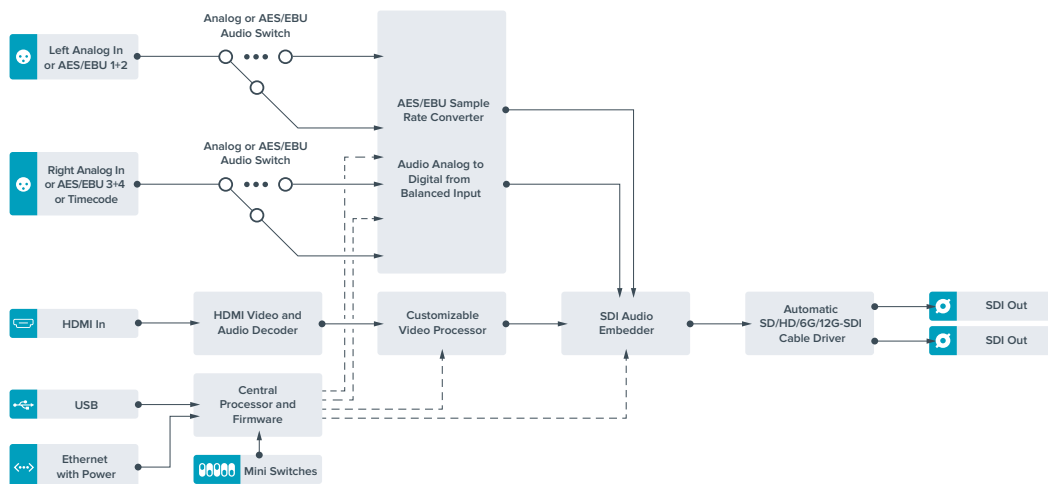 Analog or AES/EBU
Audio Switch
Left Analog In
or AES/EBU 1+2
AES/EBU Sample
Rate Converter
Analog or AES/EBU
Audio Switch
Right Analog In
or AES/EBU 3+4
or Timecode
Audio Analog to
Digital from
Balanced Input
HDMI In
HDMI Video and
Audio Decoder
Customizable
Video Processor
SDI Audio
Embedder
Automatic
SD/HD/6G/12G-SDI
Cable Driver
SDI Out
SDI Out
USB
Central
Processor and
Firmware
Ethernet
with Power
Mini Switches